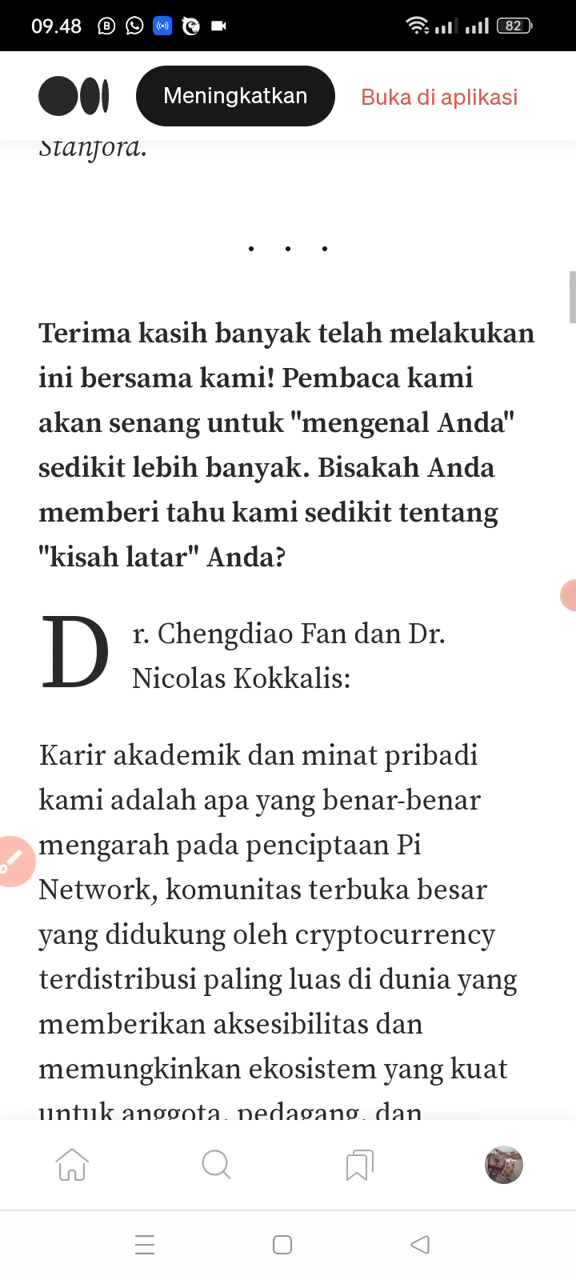 09.48
82
Meningkatkan
Buka di aplikasi
Stanford.
. . .
Terima kasih banyak telah melakukan
ini bersama kami! Pembaca kami
akan senang untuk "mengenal Anda"
sedikit lebih banyak. Bisakah Anda
memberi tahu kami sedikit tentang
"kisah latar" Anda?
Dr. Chengdiao Fan dan Dr.
Nicolas Kokkalis:
Karir akademik dan minat pribadi
kami adalah apa yang benar-benar
mengarah pada penciptaan Pi
Network, komunitas terbuka besar
yang didukung oleh cryptocurrency
terdistribusi paling luas di dunia yang
memberikan aksesibilitas dan
memungkinkan ekosistem yang kuat
untuk anggota, pedagang, dan